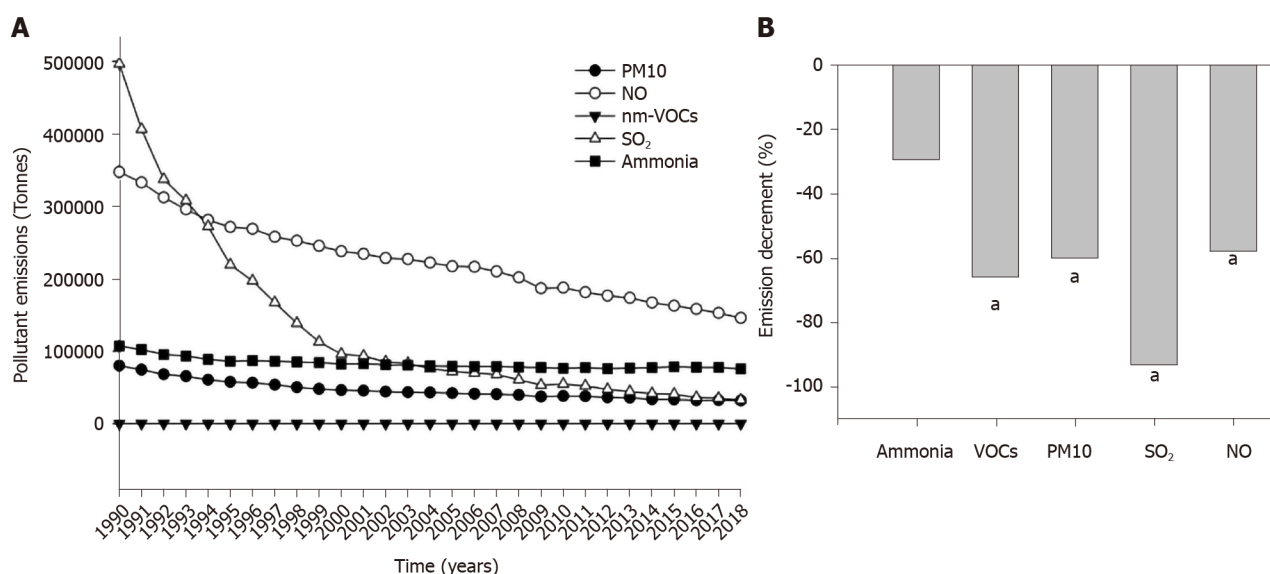 A
Pollutant emissions (Tonnes)
500000
400000
300000
200000
100000
0
PM10
NO
nm-VOCs
SO₂
Ammonia
1990
1991
1992
1993
1994
1995
1996
1997
1998
1999
2000
2001
2002
2003
2004
2005
2006
2007
2008
2009
2010
2011
2012
2013
2014
2015
2016
2017
2018
Time (years)
B
Emission decrement (%)
0
-20
-40
-60
-80
-100
a
a
a
a
Ammonia
VOCs
PM10
SO₂
NO